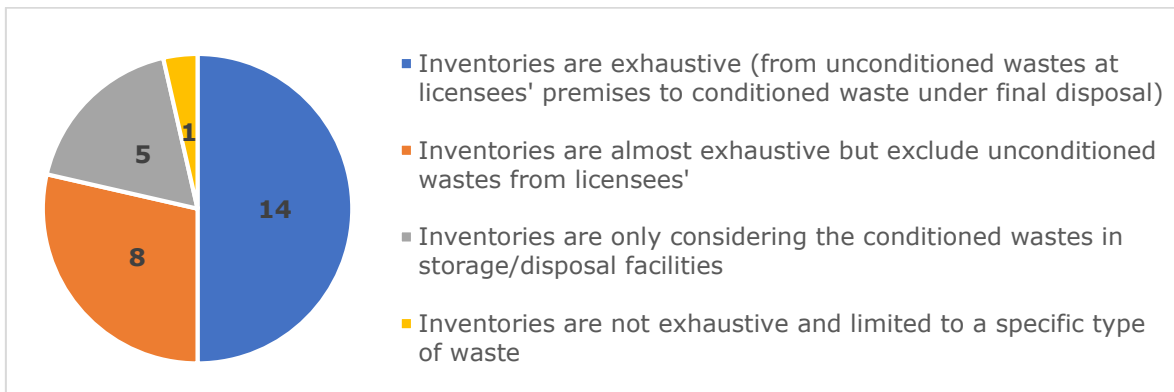 Inventories are exhaustive (from unconditioned wastes at
licensees' premises to conditioned waste under final disposal)
1
5
Inventories are almost exhaustive but exclude unconditioned
wastes from licensees'
14
Inventories are only considering the conditioned wastes in
storage/disposal facilities
8
Inventories are not exhaustive and limited to a specific type
of waste